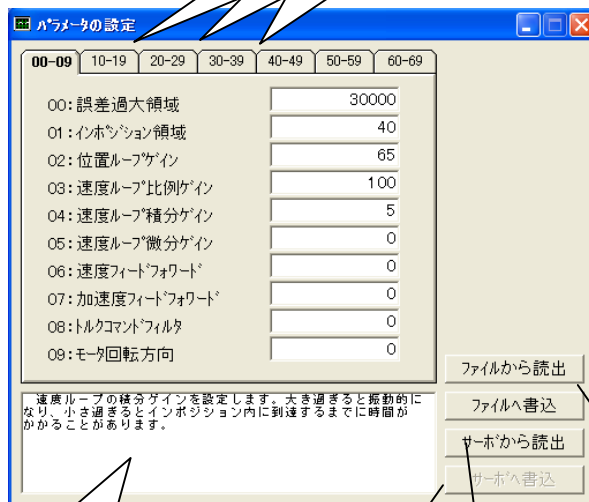 ﾊﾟﾗﾒｰﾀの設定
00-09 10-19 20-29 30-39 40-49 50-59 60-69
00:誤差過大領域 30000
01:ｲﾝﾎﾟｼﾞｼｮﾝ領域 40
02:位置ﾙｰﾌﾟｹﾞｲﾝ 65
03:速度ﾙｰﾌﾟ比例ｹﾞｲﾝ 100
04:速度ﾙｰﾌﾟ積分ｹﾞｲﾝ 5
05:速度ﾙｰﾌﾟ微分ｹﾞｲﾝ 0
06:速度ﾌｨｰﾄﾞﾌｫﾜｰﾄﾞ 0
07:加速度ﾌｨｰﾄﾞﾌｫﾜｰﾄﾞ 0
08:ﾄﾙｸｺﾏﾝﾄﾞﾌｨﾙﾀ 0
09:ﾓｰﾀ回転方向 0
速度ループの積分ゲインを設定します。大き過ぎると振動的に
なり、小さ過ぎるとインポジション内に到達するまでに時間が
かかることがあります。
ﾌｧｲﾙから読出
ﾌｧｲﾙへ書込
ｻｰﾎﾞから読出
ｻｰﾎﾞへ書込